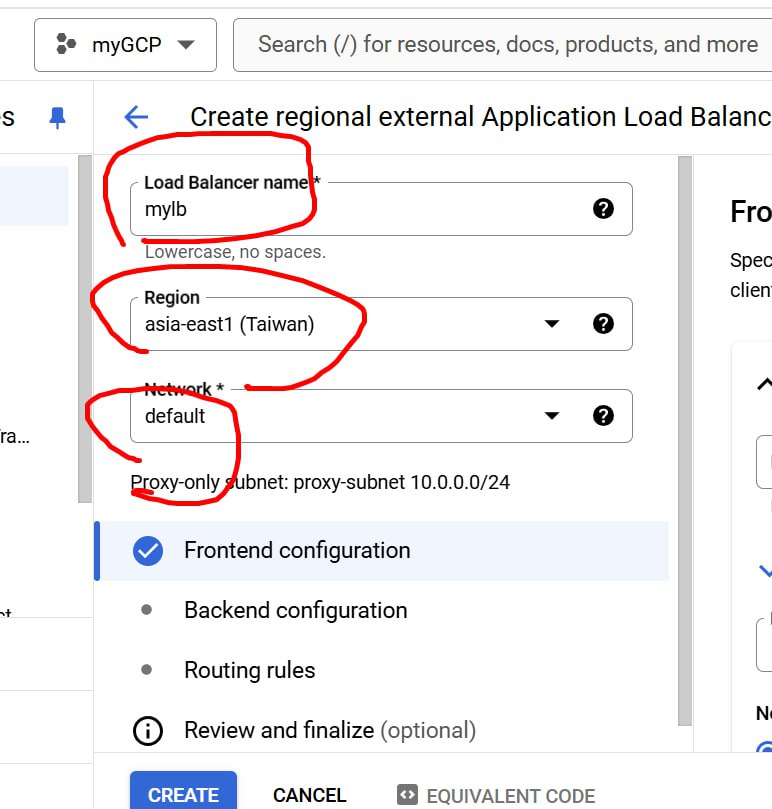 myGCP
Search (/) for resources, docs, products, and more
Create regional external Application Load Balanc
Load Balancer name *
mylb
Lowercase, no spaces.
Region
asia-east1 (Taiwan)
Network *
default
Proxy-only subnet: proxy-subnet 10.0.0.0/24
Frontend configuration
Backend configuration
Routing rules
Review and finalize (optional)
CREATE
CANCEL
EQUIVALENT CODE
s
ra...
Fro
Spec
clien